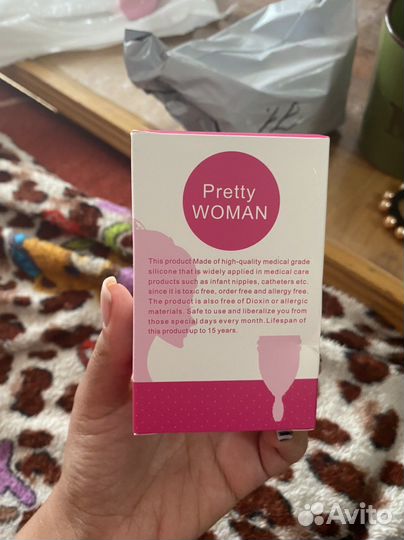 Pretty
WOMAN
This product Made of high-quality medical grade
silicone that is widely applied in medical care
products such as infant nippies, catheters etc.
since it is toxic free, order free and allergy free.
The product is also free of Dioxin or allergic
materials. Safe to use and liberalize you from
those special days every month.Lifespan of
this product up to 15 years.
Avito